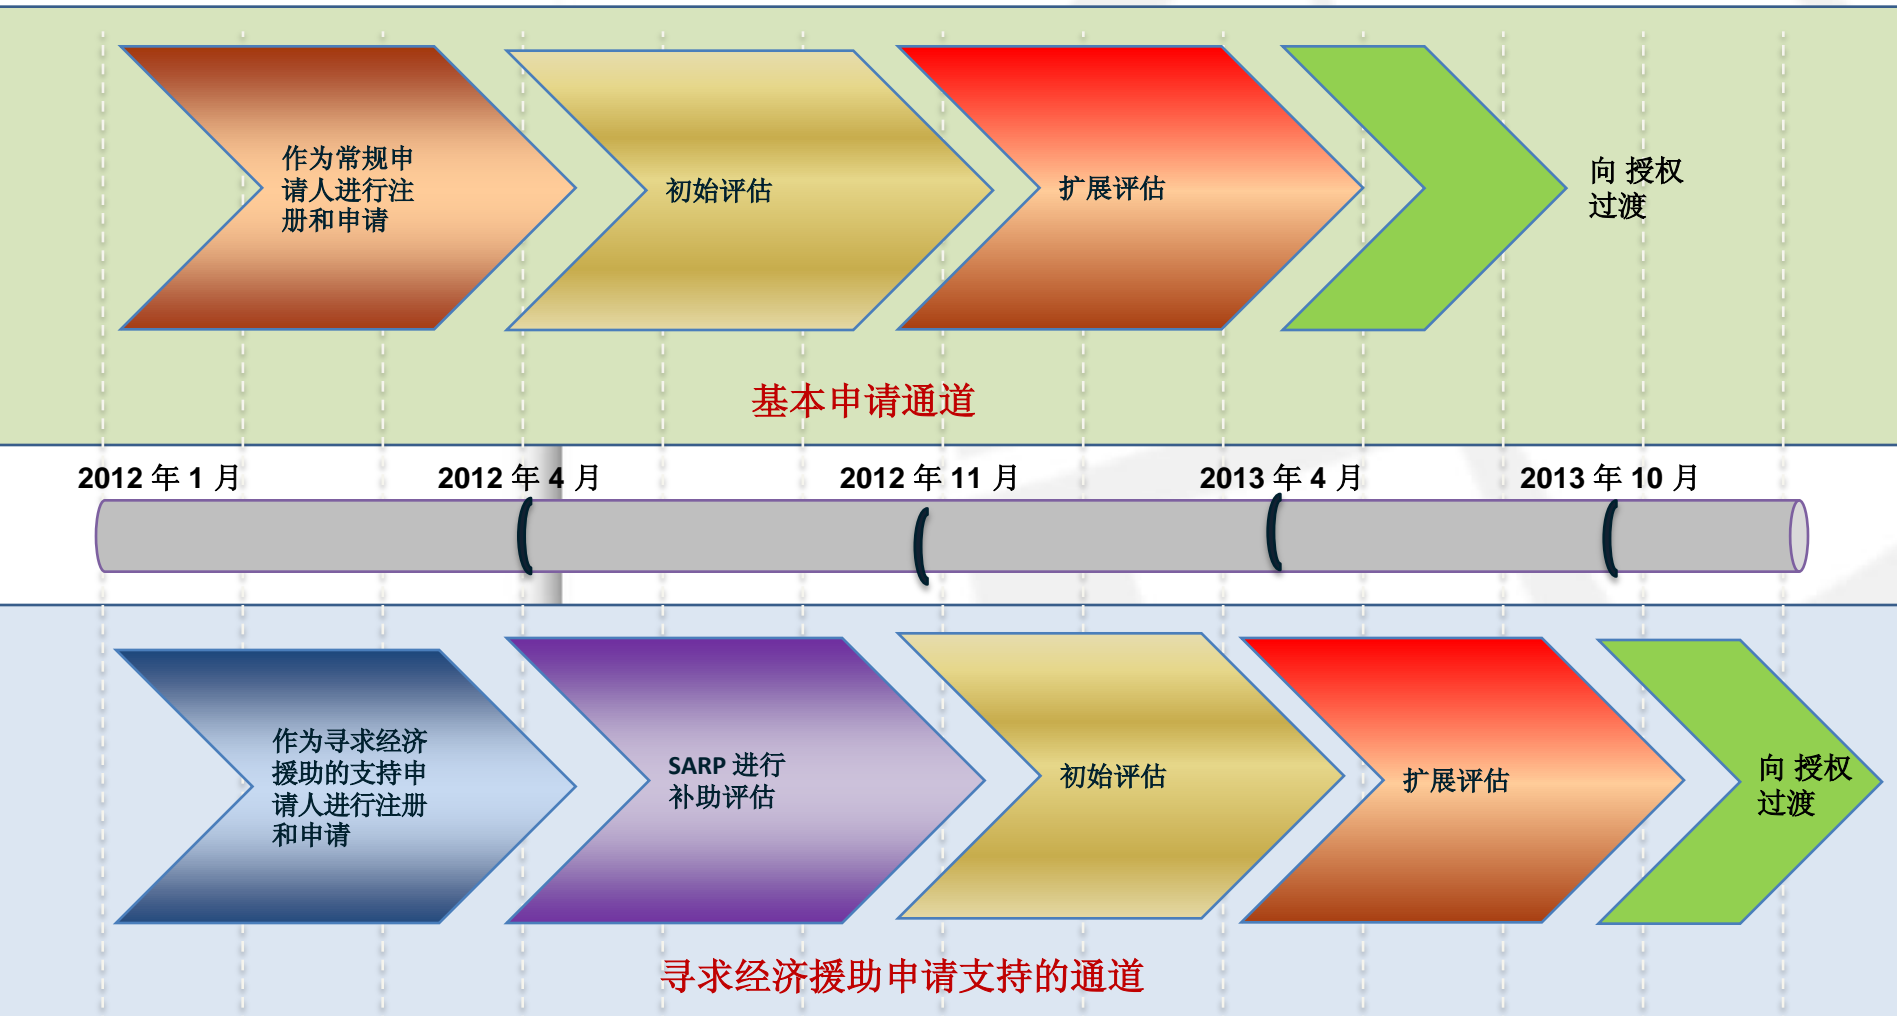 作为常规申
请人进行注
册和申请
初始评估
扩展评估
向 授权
过渡
基本申请通道
2012 年 1 月
2012 年 4 月
2012 年 11 月
2013 年 4 月
2013 年 10 月
作为寻求经济
援助的支持申
请人进行注册
和申请
SARP 进行
补助评估
初始评估
扩展评估
向 授权
过渡
寻求经济援助申请支持的通道